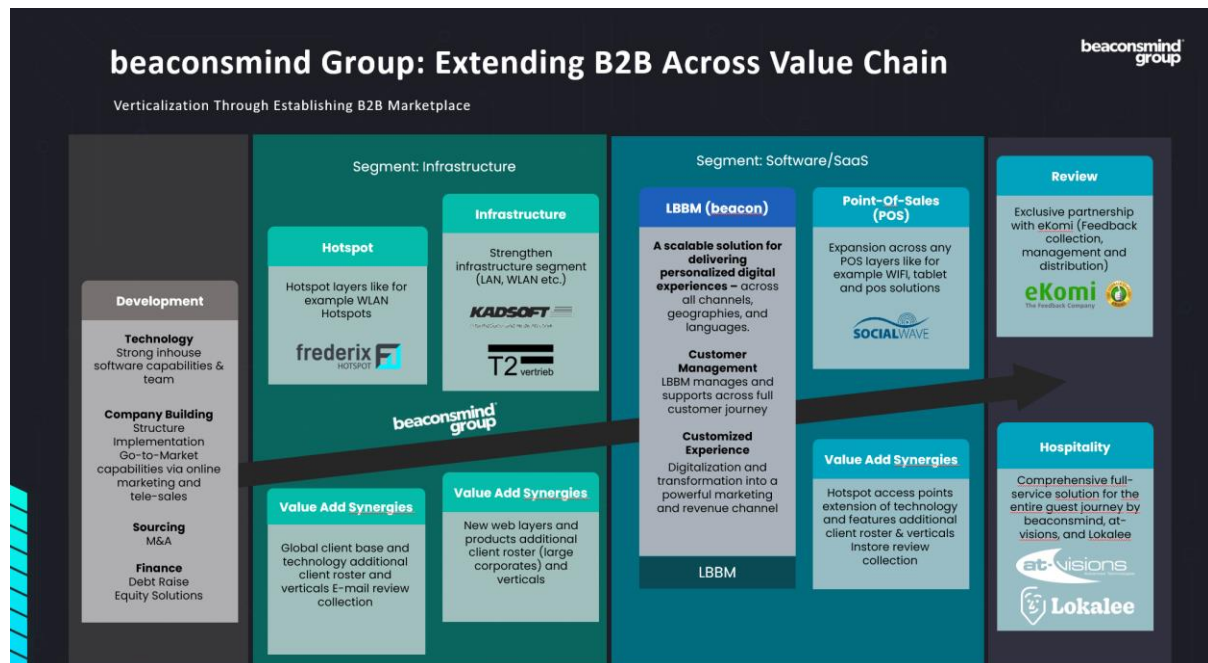 beaconsmind Group: Extending B2B Across Value Chain
beaconsmind
group
Verticalization Through Establishing B2B Marketplace
Development
Technology
Strong inhouse
software capabilities &
team
Company Building
Structure
Implementation
Go-to-Market
capabilities via online
marketing and
tele-sales
Sourcing
M&A
Finance
Debt Raise
Equity Solutions
Segment: Infrastructure
Hotspot
Hotspot layers like for
example WLAN
Hotspots
frederix
HOTSPOT
Infrastructure
Strengthen
infrastructure segment
(LAN, WLAN etc.)
KADSOFT
T2 vertrieb
beaconsmind
group
Value Add Synergies
Global client base and
technology additional
client roster and
verticals E-mail review
collection
Value Add Synergies
New web layers and
products additional
client roster (large
corporates) and
verticals
Segment: Software/SaaS
LBBM (beacon)
A scalable solution for
delivering
personalized digital
experiences – across
all channels,
geographies, and
languages.
Customer
Management
LBBM manages and
supports across full
customer journey
Customized
Experience
Digitalization and
transformation into a
powerful marketing
and revenue channel
LBBM
Point-Of-Sales
(POS)
Expansion across any
POS layers like for
example WIFI, tablet
and pos solutions
SOCIALWAVE
Value Add Synergies
Hotspot access points
extension of technology
and features additional
client roster & verticals
Instore review
collection
Review
Exclusive partnership
with eKomi (Feedback
collection,
management and
distribution)
eKomi
The Feedback Company
Hospitality
Comprehensive full-
service solution for the
entire guest journey by
beaconsmind, at-
visions, and Lokalee
at-visions
Lokalee